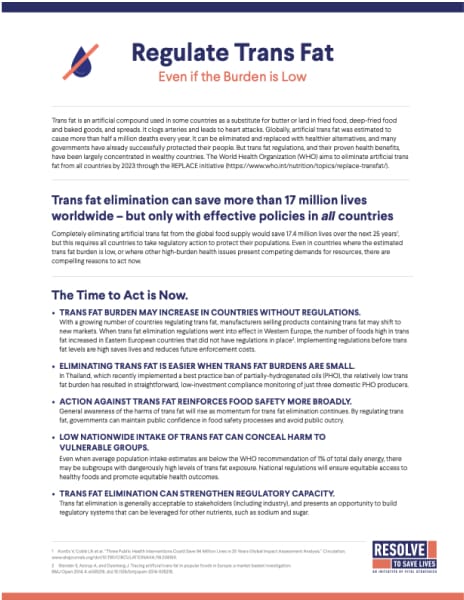 Regulate Trans Fat
Even if the Burden is Low
Trans fat is an artificial compound used in some countries as a substitute for butter or lard in fried food, deep-fried food
and baked goods, and spreads. It clogs arteries and leads to heart attacks. Globally, artificial trans fat was estimated to
cause more than half a million deaths every year. It can be eliminated and replaced with healthier alternatives, and many
governments have already successfully protected their people. But trans fat regulations, and their proven health benefits,
have been largely concentrated in wealthy countries. The World Health Organization (WHO) aims to eliminate artificial trans
fat from all countries by 2023 through the REPLACE initiative (https://www.who.int/nutrition/topics/replace-transfat/).
Trans fat elimination can save more than 17 million lives
worldwide – but only with effective policies in all countries
Completely eliminating artificial trans fat from the global food supply would save 17.4 million lives over the next 25 years¹,
but this requires all countries to take regulatory action to protect their populations. Even in countries where the estimated
trans fat burden is low, or where other high-burden health issues present competing demands for resources, there are
compelling reasons to act now.
The Time to Act is Now.
• TRANS FAT BURDEN MAY INCREASE IN COUNTRIES WITHOUT REGULATIONS.
With a growing number of countries regulating trans fat, manufacturers selling products containing trans fat may shift to
new markets. When trans fat elimination regulations went into effect in Western Europe, the number of foods high in trans
fat increased in Eastern European countries that did not have regulations in place². Implementing regulations before trans
fat levels are high saves lives and reduces future enforcement costs.
• ELIMINATING TRANS FAT IS EASIER WHEN TRANS FAT BURDENS ARE SMALL.
In Thailand, which recently implemented a best practice ban of partially-hydrogenated oils (PHO), the relatively low trans
fat burden has resulted in straightforward, low-investment compliance monitoring of just three domestic PHO producers.
• ACTION AGAINST TRANS FAT REINFORCES FOOD SAFETY MORE BROADLY.
General awareness of the harms of trans fat will rise as momentum for trans fat elimination continues. By regulating trans
fat, governments can maintain public confidence in food safety processes and avoid public outcry.
• LOW NATIONWIDE INTAKE OF TRANS FAT CAN CONCEAL HARM TO
VULNERABLE GROUPS.
Even when average population intake estimates are below the WHO recommendation of 1% of total daily energy, there
may be subgroups with dangerously high levels of trans fat exposure. National regulations will ensure equitable access to
healthy foods and promote equitable health outcomes.
• TRANS FAT ELIMINATION CAN STRENGTHEN REGULATORY CAPACITY.
Trans fat elimination is generally acceptable to stakeholders (including industry), and presents an opportunity to build
regulatory systems that can be leveraged for other nutrients, such as sodium and sugar.
1 Kontis V, Cobb LK et al. "Three Public Health Interventions Could Save 94 Million Lives in 25 Years Global Impact Assessment Analysis." Circulation;
2 Stender S, Astrup A, and Dyerberg J. Tracing artificial trans fat in popular foods in Europe: a market basket investigation.
RESOLVE
TO SAVE LIVES
AN INITIATIVE OF VITAL STRATEGIES